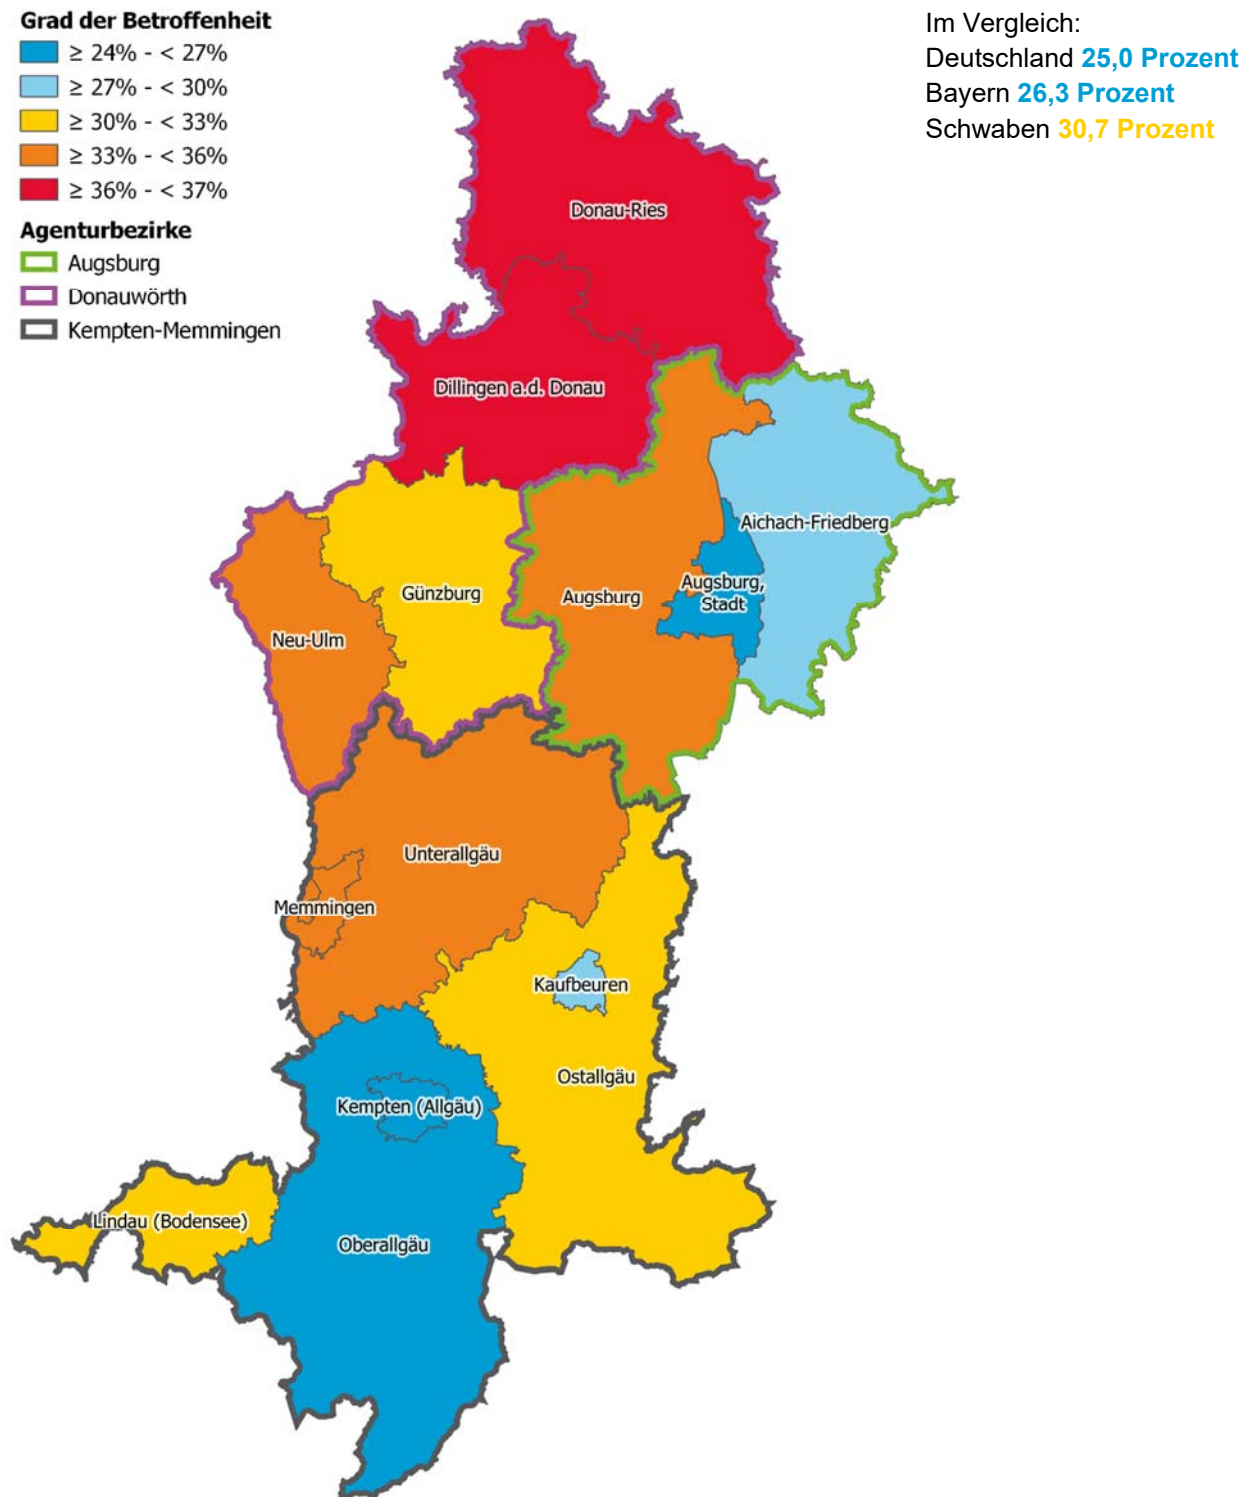 Grad der Betroffenheit
≥ 24% - < 27%
≥ 27% - < 30%
≥ 30% - < 33%
≥ 33% - < 36%
≥ 36% - < 37%
Agenturbezirke
Augsburg
Donauwörth
Kempten-Memmingen
Im Vergleich:
Deutschland 25,0 Prozent
Bayern 26,3 Prozent
Schwaben 30,7 Prozent
Donau-Ries
Dillingen a.d. Donau
Aichach-Friedberg
Günzburg
Augsburg
Augsburg,
Stadt
Neu-Ulm
Unterallgäu
Memmingen
Kaufbeuren
Ostallgäu
Kempten (Allgäu)
Lindau (Bodensee)
Oberallgäu